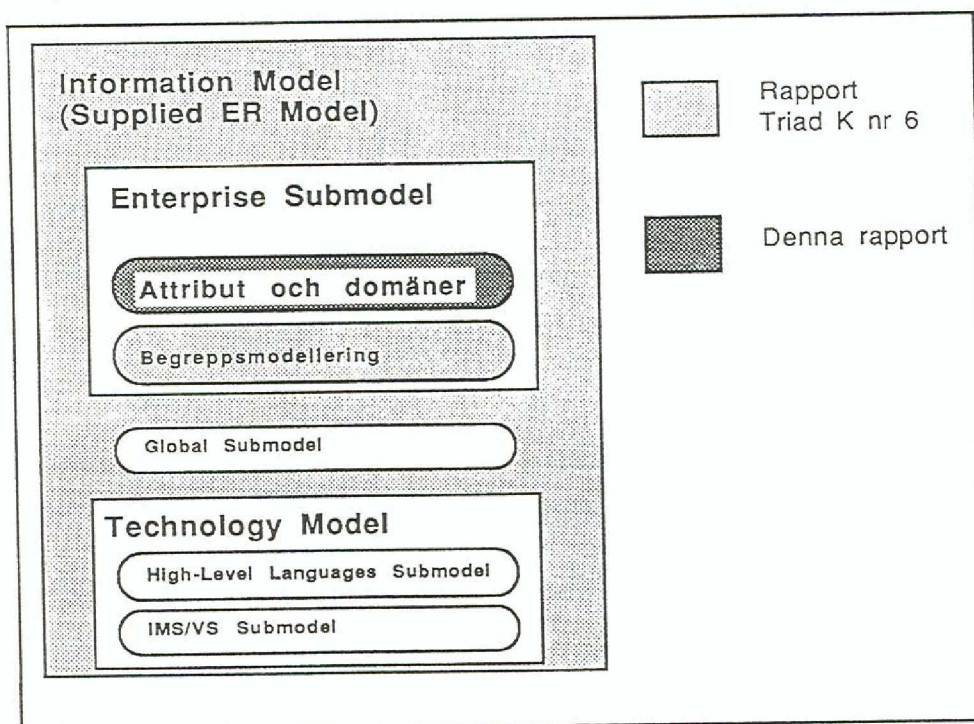 Information Model
(Supplied ER Model)
Enterprise Submodel
Attribut och domäner
Begreppsmodellering
Global Submodel
Technology Model
High-Level Languages Submodel
IMS/VS Submodel
Rapport
Triad K nr 6
Denna rapport